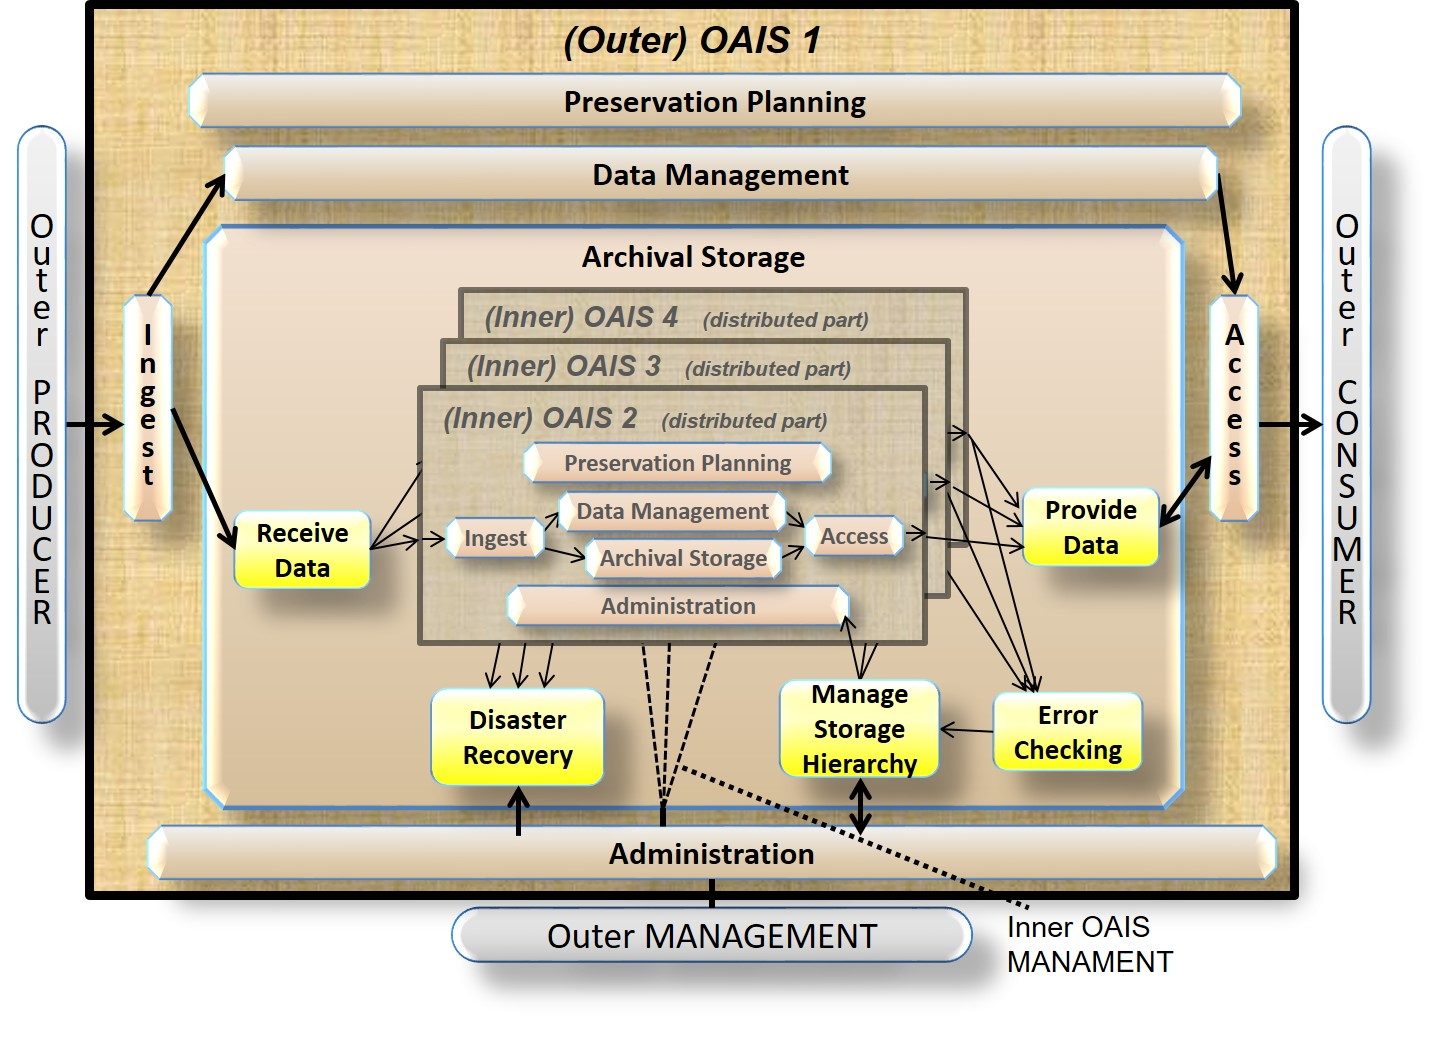 (Outer) OAIS 1
Preservation Planning
Data Management
Outer PRODUCER
Ingest
Archival Storage
(Inner) OAIS 4 (distributed part)
(Inner) OAIS 3 (distributed part)
(Inner) OAIS 2 (distributed part)
Preservation Planning
Data Management
Ingest
Archival Storage
Access
Administration
Receive
Data
Provide
Data
Disaster
Recovery
Manage
Storage
Hierarchy
Error
Checking
Access
Outer CONSUMER
Administration
Outer MANAGEMENT
Inner OAIS
MANAMENT